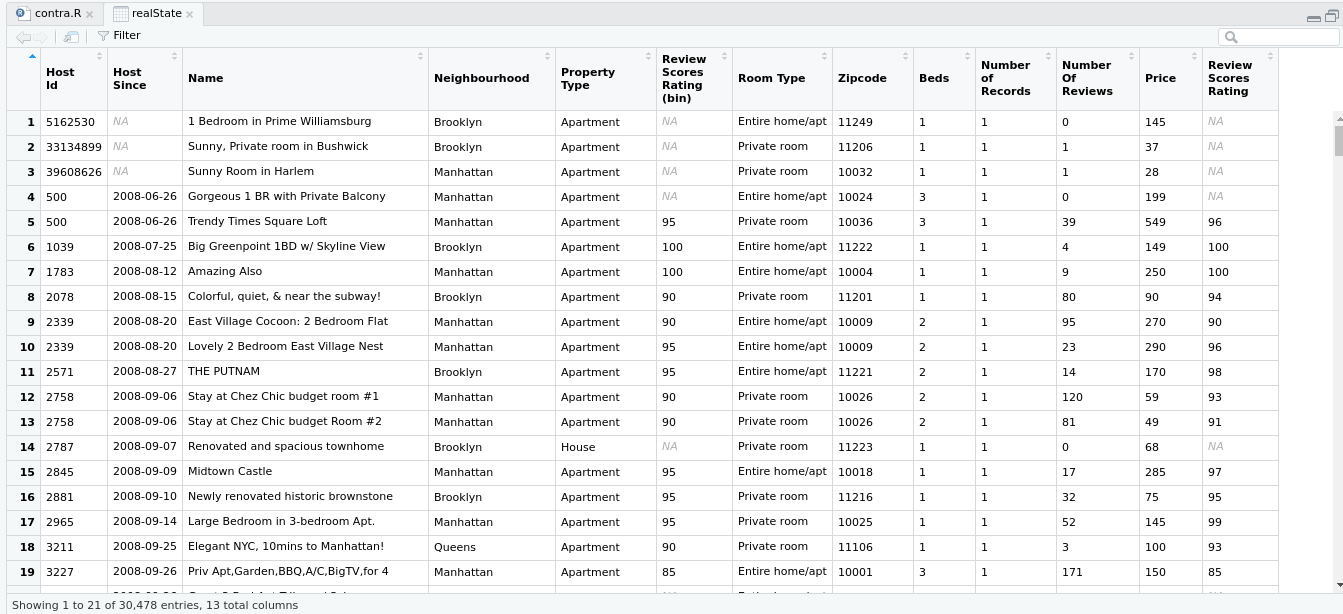 contra.R realState
Filter
Host Id Host Since Name Neighbourhood Property Type Review Scores Rating (bin) Room Type Zipcode Beds Number of Records Number Of Reviews Price Review Scores Rating
1 5162530 NA 1 Bedroom in Prime Williamsburg Brooklyn Apartment NA Entire home/apt 11249 1 1 0 145 NA
2 33134899 NA Sunny, Private room in Bushwick Brooklyn Apartment NA Private room 11206 1 1 1 37 NA
3 39608626 NA Sunny Room in Harlem Manhattan Apartment NA Private room 10032 1 1 1 28 NA
4 500 2008-06-26 Gorgeous 1 BR with Private Balcony Manhattan Apartment NA Entire home/apt 10024 3 1 0 199 NA
5 500 2008-06-26 Trendy Times Square Loft Manhattan Apartment 95 Private room 10036 3 1 39 549 96
6 1039 2008-07-25 Big Greenpoint 1BD w/ Skyline View Brooklyn Apartment 100 Entire home/apt 11222 1 1 4 149 100
7 1783 2008-08-12 Amazing Also Manhattan Apartment 100 Entire home/apt 10004 1 1 9 250 100
8 2078 2008-08-15 Colorful, quiet, & near the subway! Brooklyn Apartment 90 Private room 11201 1 1 80 90 94
9 2339 2008-08-20 East Village Cocoon: 2 Bedroom Flat Manhattan Apartment 90 Entire home/apt 10009 2 1 95 270 90
10 2339 2008-08-20 Lovely 2 Bedroom East Village Nest Manhattan Apartment 95 Entire home/apt 10009 2 1 23 290 96
11 2571 2008-08-27 THE PUTNAM Brooklyn Apartment 95 Entire home/apt 11221 2 1 14 170 98
12 2758 2008-09-06 Stay at Chez Chic budget room #1 Manhattan Apartment 90 Private room 10026 2 1 120 59 93
13 2758 2008-09-06 Stay at Chez Chic budget Room #2 Manhattan Apartment 90 Private room 10026 2 1 81 49 91
14 2787 2008-09-07 Renovated and spacious townhome Brooklyn House NA Private room 11223 1 1 0 68 NA
15 2845 2008-09-09 Midtown Castle Manhattan Apartment 95 Entire home/apt 10018 1 1 17 285 97
16 2881 2008-09-10 Newly renovated historic brownstone Brooklyn Apartment 95 Private room 11216 1 1 32 75 95
17 2965 2008-09-14 Large Bedroom in 3-bedroom Apt. Manhattan Apartment 95 Private room 10025 1 1 52 145 99
18 3211 2008-09-25 Elegant NYC, 10mins to Manhattan! Queens Apartment 90 Private room 11106 1 1 3 100 93
19 3227 2008-09-26 Priv Apt,Garden,BBQ,A/C,BigTV,for 4 Manhattan Apartment 85 Entire home/apt 10001 3 1 171 150 85
Showing 1 to 21 of 30,478 entries, 13 total columns